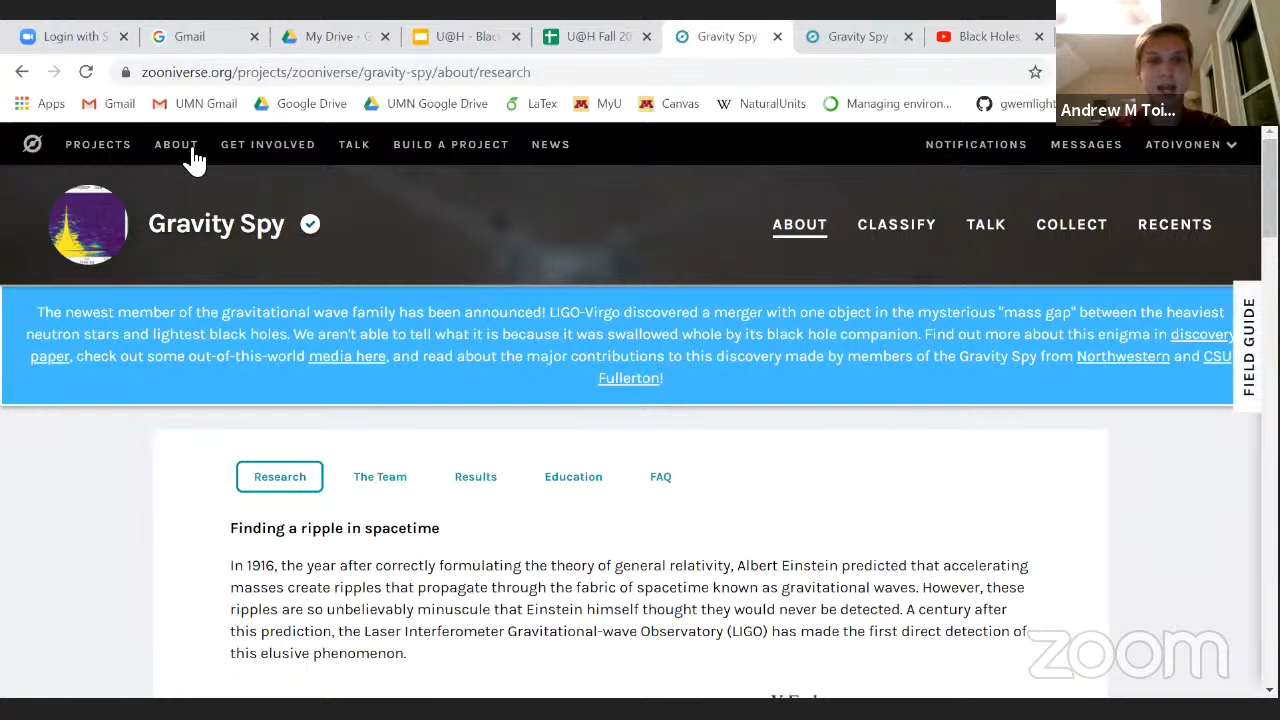 Login with S
Gmail
My Drive - G
U@H - Blac
U@H Fall 20
Gravity Spy
Gravity Spy
Black Holes,
zooniverse.org/projects/zooniverse/gravity-spy/about/research
Apps
Gmail
UMN Gmail
Google Drive
UMN Google Drive
LaTex
MyU
Canvas
NaturalUnits
Managing environ...
gwemlight
Andrew M Toi...
PROJECTS
ABOUT
GET INVOLVED
TALK
BUILD A PROJECT
NEWS
NOTIFICATIONS
MESSAGES
ATOIVONEN
Gravity Spy
ABOUT
CLASSIFY
TALK
COLLECT
RECENTS
The newest member of the gravitational wave family has been announced! LIGO-Virgo discovered a merger with one object in the mysterious "mass gap" between the heaviest
neutron stars and lightest black holes. We aren't able to tell what it is because it was swallowed whole by its black hole companion. Find out more about this enigma in discovery
paper, check out some out-of-this-world media here, and read about the major contributions to this discovery made by members of the Gravity Spy from Northwestern and CSU
Fullerton!
FIELD GUIDE
Research
The Team
Results
Education
FAQ
Finding a ripple in spacetime
In 1916, the year after correctly formulating the theory of general relativity, Albert Einstein predicted that accelerating
masses create ripples that propagate through the fabric of spacetime known as gravitational waves. However, these
ripples are so unbelievably minuscule that Einstein himself thought they would never be detected. A century after
this prediction, the Laser Interferometer Gravitational-wave Observatory (LIGO) has made the first direct detection of
this elusive phenomenon.
zoom